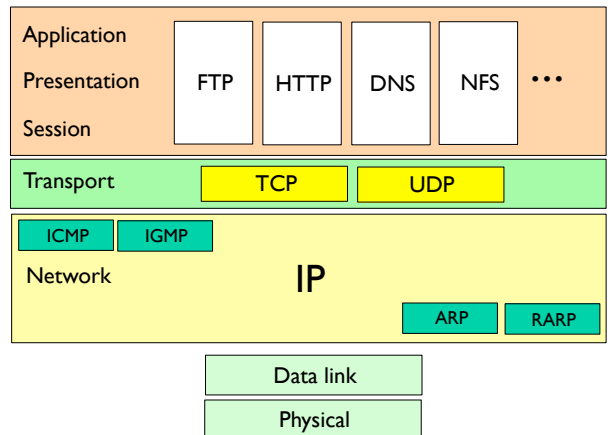 Application
Presentation
Session
FTP
HTTP
DNS
NFS
...
Transport
TCP
UDP
ICMP
IGMP
Network
IP
ARP
RARP
Data link
Physical